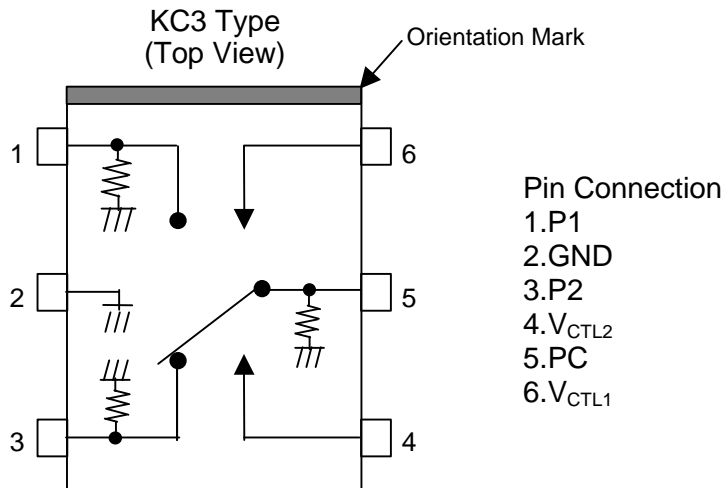 KC3 Type
(Top View)
Orientation Mark
1
6
2
5
3
4
Pin Connection
1.P1
2.GND
3.P2
4.VCTL2
5.PC
6.VCTL1